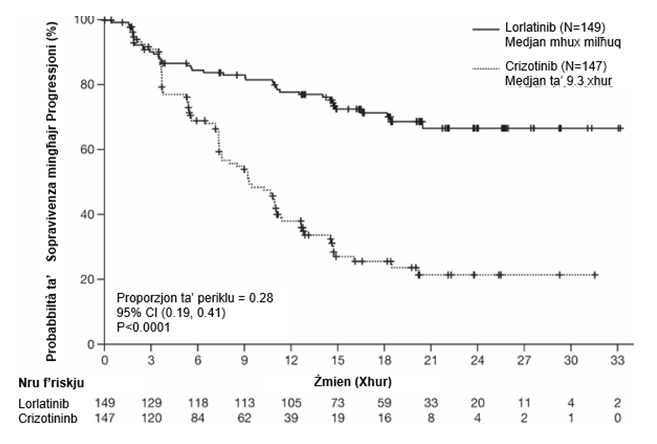 Probabbiltà ta’ Sopravivenza mingħajr Progressjoni (%)
100
80
60
40
20
0
Lorlatinib (N=149)
Medjan mhux milħuq
Crizotinib (N=147)
Medjan ta’ 9.3 xhur
Proporzjon ta’ periklu = 0.28
95% CI (0.19, 0.41)
P<0.0001
0 3 6 9 12 15 18 21 24 27 30 33
Żmien (Xhur)
Nru f’riskju
Lorlatinib 149 129 118 113 105 73 59 33 20 11 4 2
Crizotininb 147 120 84 62 39 19 16 8 4 2 1 0